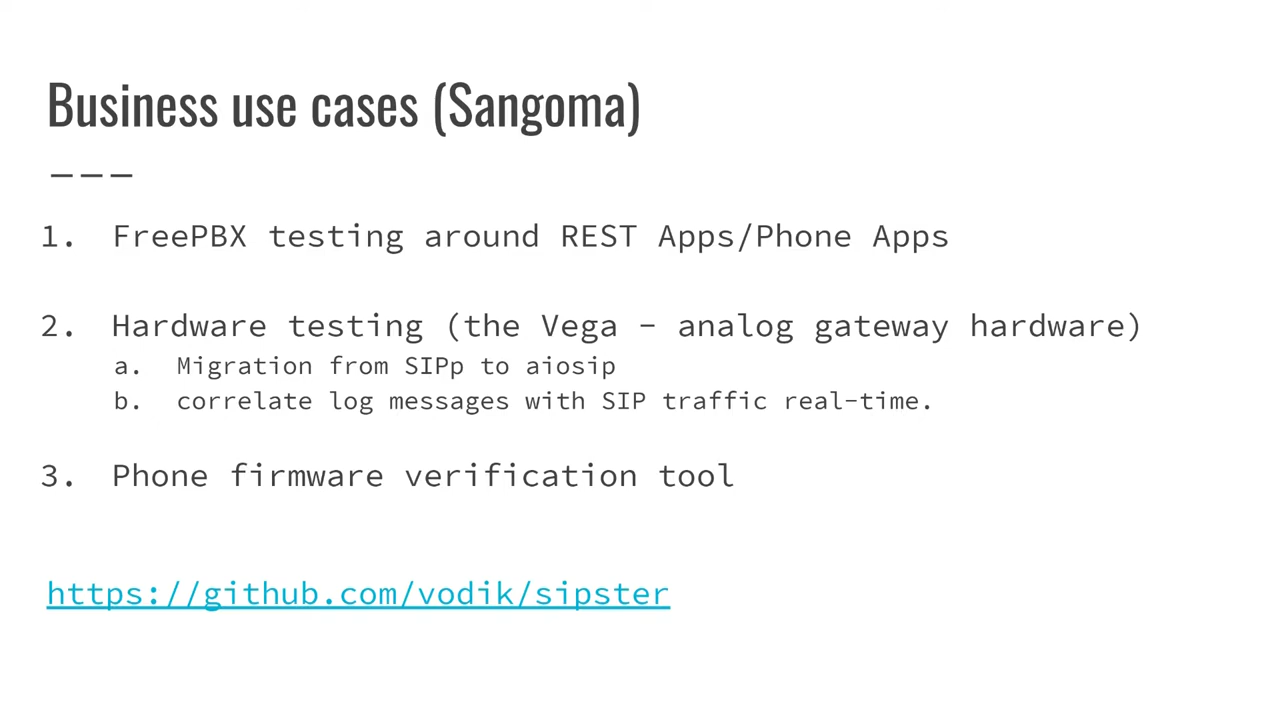 Business use cases (Sangoma)
———
1. FreePBX testing around REST Apps/Phone Apps
2. Hardware testing (the Vega - analog gateway hardware)
a. Migration from SIPp to aiosip
b. correlate log messages with SIP traffic real-time.
3. Phone firmware verification tool
https://github.com/vodik/sipster